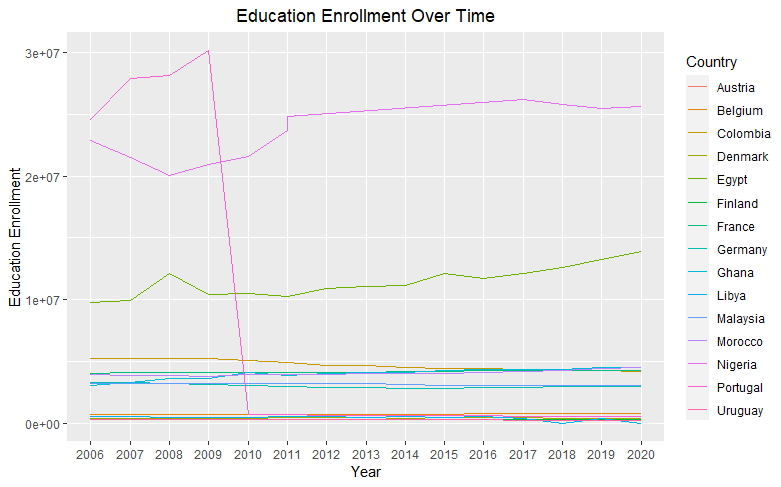 Education Enrollment Over Time
Education Enrollment
3e+07
2e+07
1e+07
0e+00
2006 2007 2008 2009 2010 2011 2012 2013 2014 2015 2016 2017 2018 2019 2020
Year
Country
Austria
Belgium
Colombia
Denmark
Egypt
Finland
France
Germany
Ghana
Libya
Malaysia
Morocco
Nigeria
Portugal
Uruguay